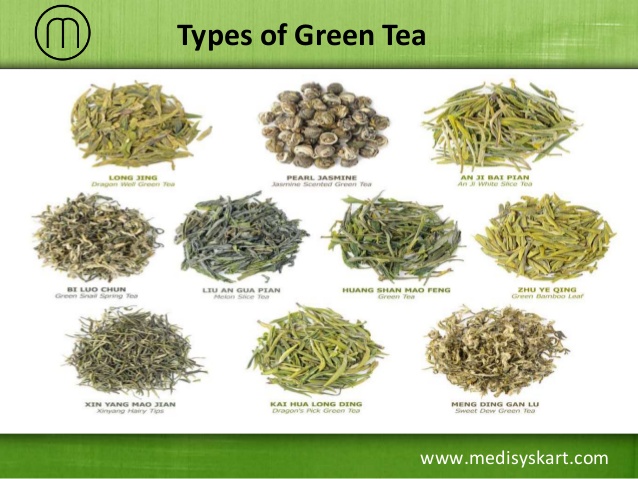 m
Types of Green Tea
LONG JING
Dragon Well Green Tea
PEARL JASMINE
Jasmine Scented Green Tea
AN JI BAI PIAN
An Ji White Slice Tea
BI LUO CHUN
Green Snail Spring Tea
LIU AN GUA PIAN
Melon Slice Tea
HUANG SHAN MAO FENG
Green Tea
ZHU YE QING
Green Bamboo Leaf
XIN YANG MAO JIAN
Xinyang Hairy Tips
KAI HUA LONG DING
Dragon's Pick Green Tea
MENG DING GAN LU
Sweet Dew Green Tea
www.medisyskart.com